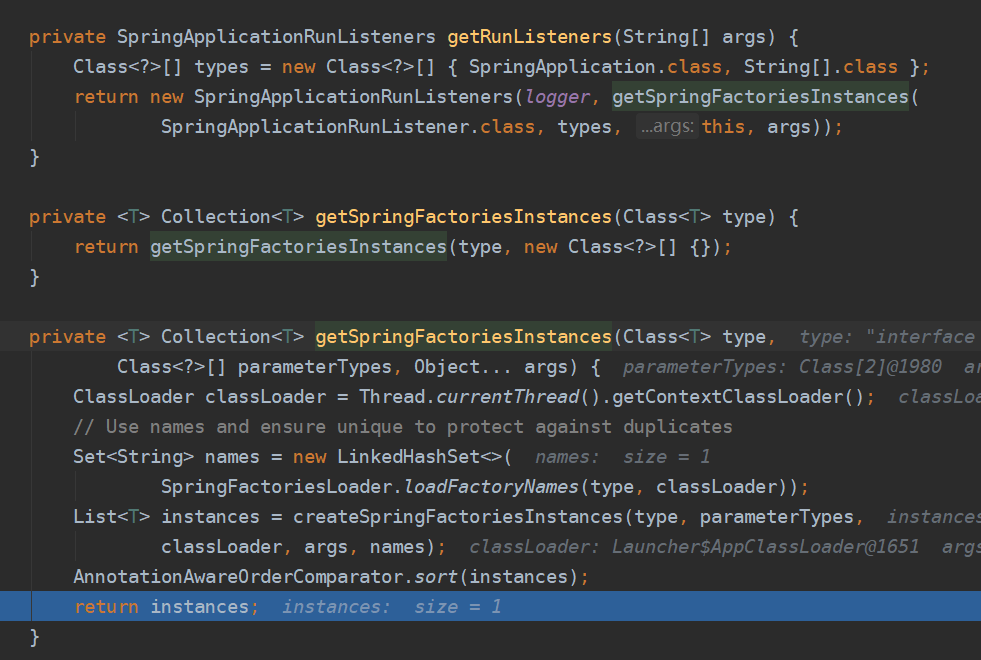 private SpringApplicationRunListeners getRunListeners(String[] args) {
Class<?>[] types = new Class<?>[] { SpringApplication.class, String[].class };
return new SpringApplicationRunListeners(logger, getSpringFactoriesInstances(
SpringApplicationRunListener.class, types, ...args: this, args));
}
private <T> Collection<T> getSpringFactoriesInstances(Class<T> type) {
return getSpringFactoriesInstances(type, new Class<?>[] {});
}
private <T> Collection<T> getSpringFactoriesInstances(Class<T> type, type: "interface
Class<?>[] parameterTypes, Object... args) { parameterTypes: Class[2]@1980 ar
ClassLoader classLoader = Thread.currentThread().getContextClassLoader(); classLoa
// Use names and ensure unique to protect against duplicates
Set<String> names = new LinkedHashSet<>( names: size = 1
SpringFactoriesLoader.loadFactoryNames(type, classLoader));
List<T> instances = createSpringFactoriesInstances(type, parameterTypes, instances
classLoader, args, names); classLoader: Launcher$AppClassLoader@1651 args
AnnotationAwareOrderComparator.sort(instances);
return instances; instances: size = 1
}